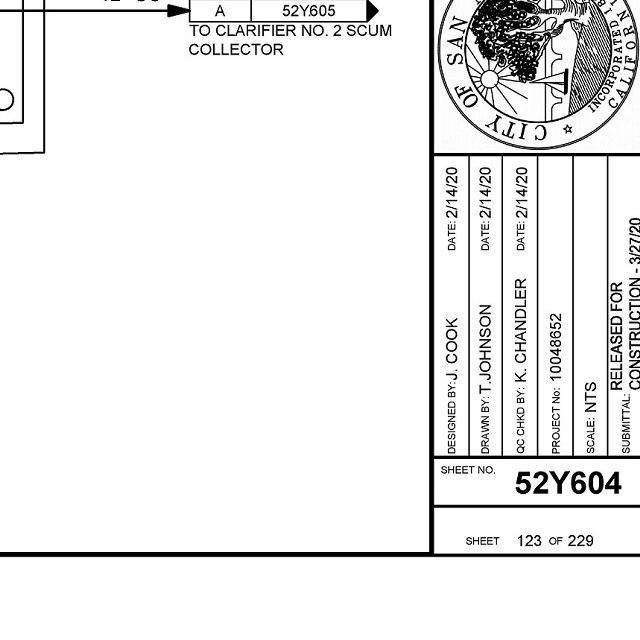 A 52Y605
TO CLARIFIER NO. 2 SCUM
COLLECTOR
CITY OF SAN
INCORPORATED
CALIFORN
DESIGNED BY: J. COOK DATE: 2/14/20
DRAWN BY: T.JOHNSON DATE: 2/14/20
QC CHKD BY: K. CHANDLER DATE: 2/14/20
PROJECT No: 10048652
SCALE: NTS
SUBMITTAL: RELEASED FOR
CONSTRUCTION - 3/27/20
SHEET NO.
52Y604
SHEET 123 OF 229